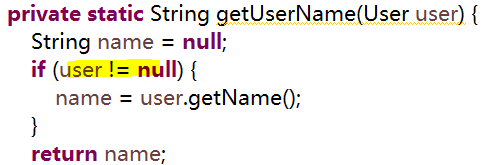 private static String getUserName(User user) {
String name = null;
if (user != null) {
name = user.getName();
}
return name;